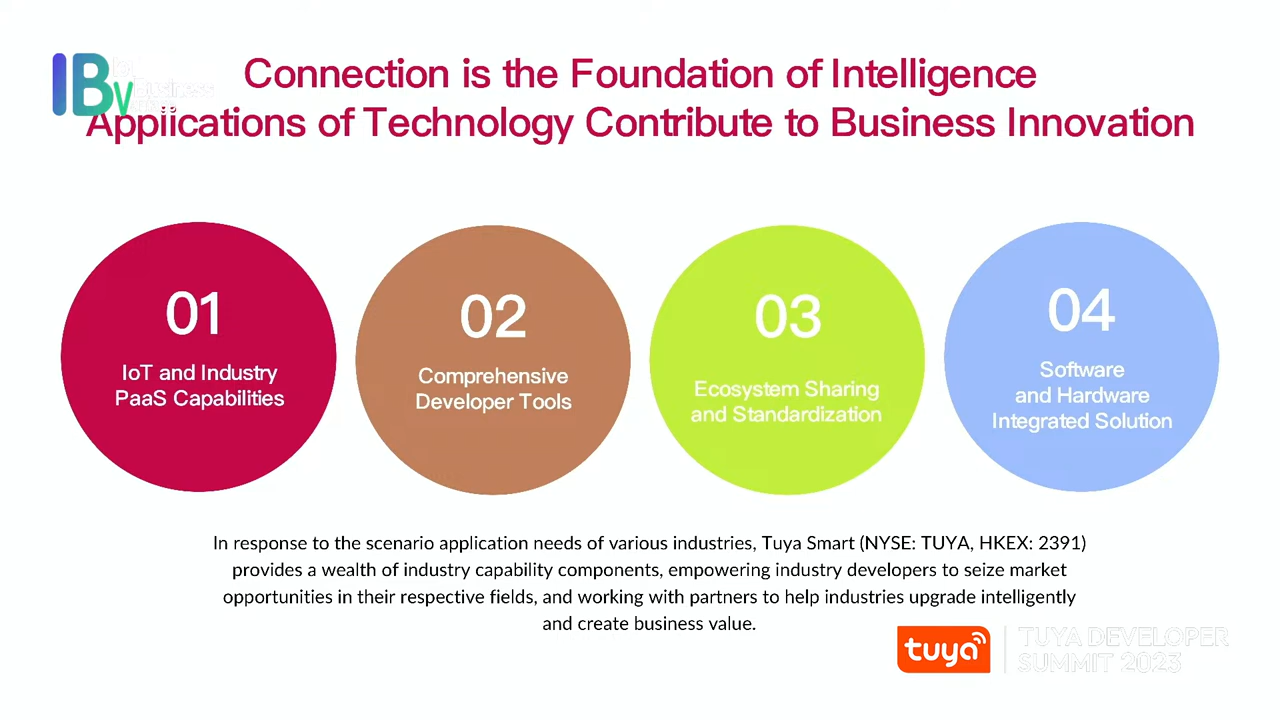 IBv
IoT
Business
Connection is the Foundation of Intelligence
Applications of Technology Contribute to Business Innovation
01
IoT and Industry
PaaS Capabilities
02
Comprehensive
Developer Tools
03
Ecosystem Sharing
and Standardization
04
Software
and Hardware
Integrated Solution
In response to the scenario application needs of various industries, Tuya Smart (NYSE: TUYA, HKEX: 2391)
provides a wealth of industry capability components, empowering industry developers to seize market
opportunities in their respective fields, and working with partners to help industries upgrade intelligently
and create business value.
tuya
TUYA DEVELOPER
SUMMIT 2023